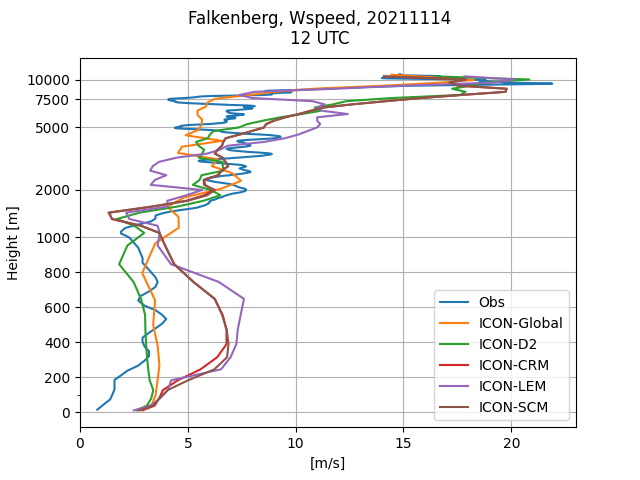 Falkenberg, Wspeed, 20211114
12 UTC
10000
7500
5000
2000
1000
800
600
400
200
0
Height [m]
0
5
10
15
20
[m/s]
Obs
ICON-Global
ICON-D2
ICON-CRM
ICON-LEM
ICON-SCM